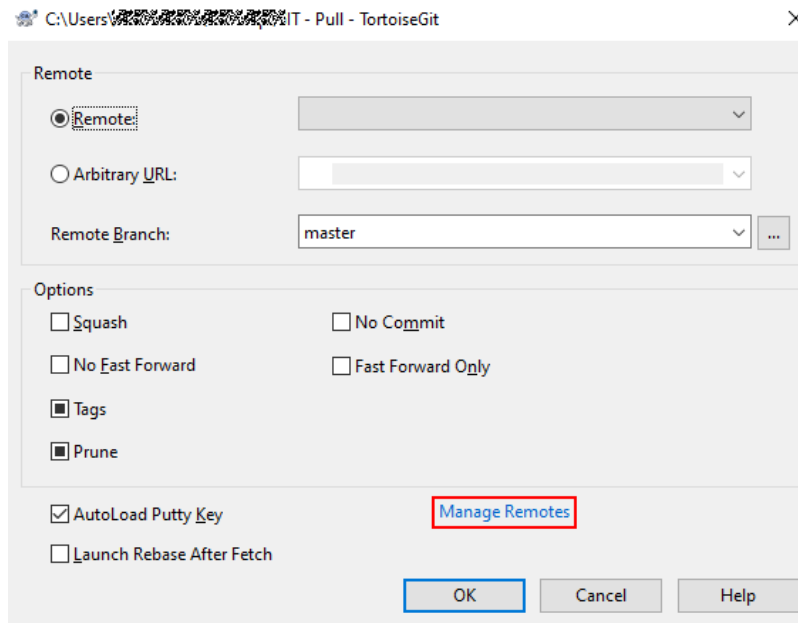 C:\Users\ IT - Pull - TortoiseGit
Remote
Remote:
Arbitrary URL:
Remote Branch: master ...
Options
Squash No Commit
No Fast Forward Fast Forward Only
Tags
Prune
AutoLoad Putty Key Manage Remotes
Launch Rebase After Fetch
OK Cancel Help